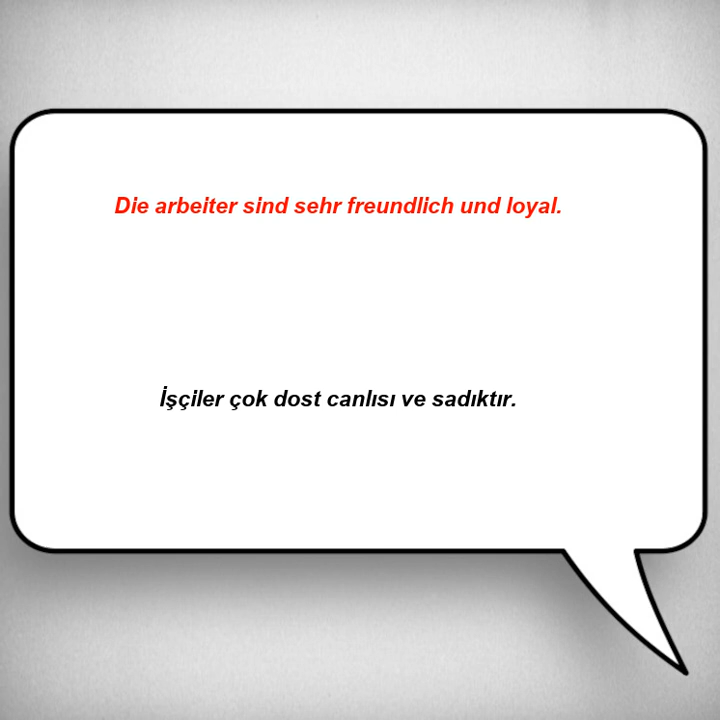 Die arbeiter sind sehr freundlich und loyal.
İşçiler çok dost canlısı ve sadıktır.